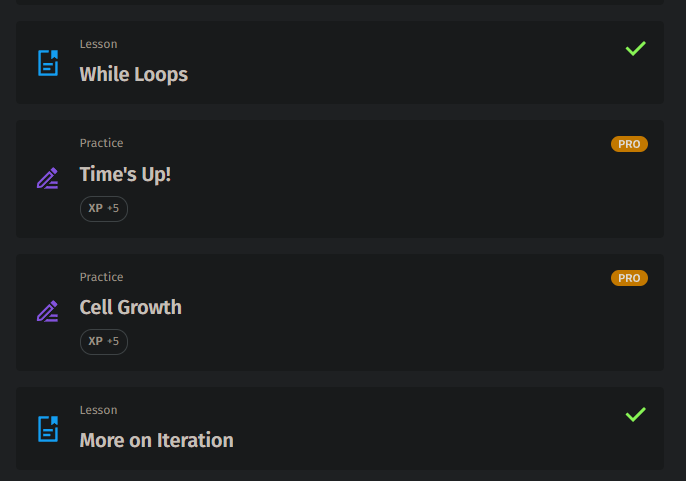 Lesson
While Loops
Practice
PRO
Time's Up!
XP +5
Practice
PRO
Cell Growth
XP +5
Lesson
More on Iteration